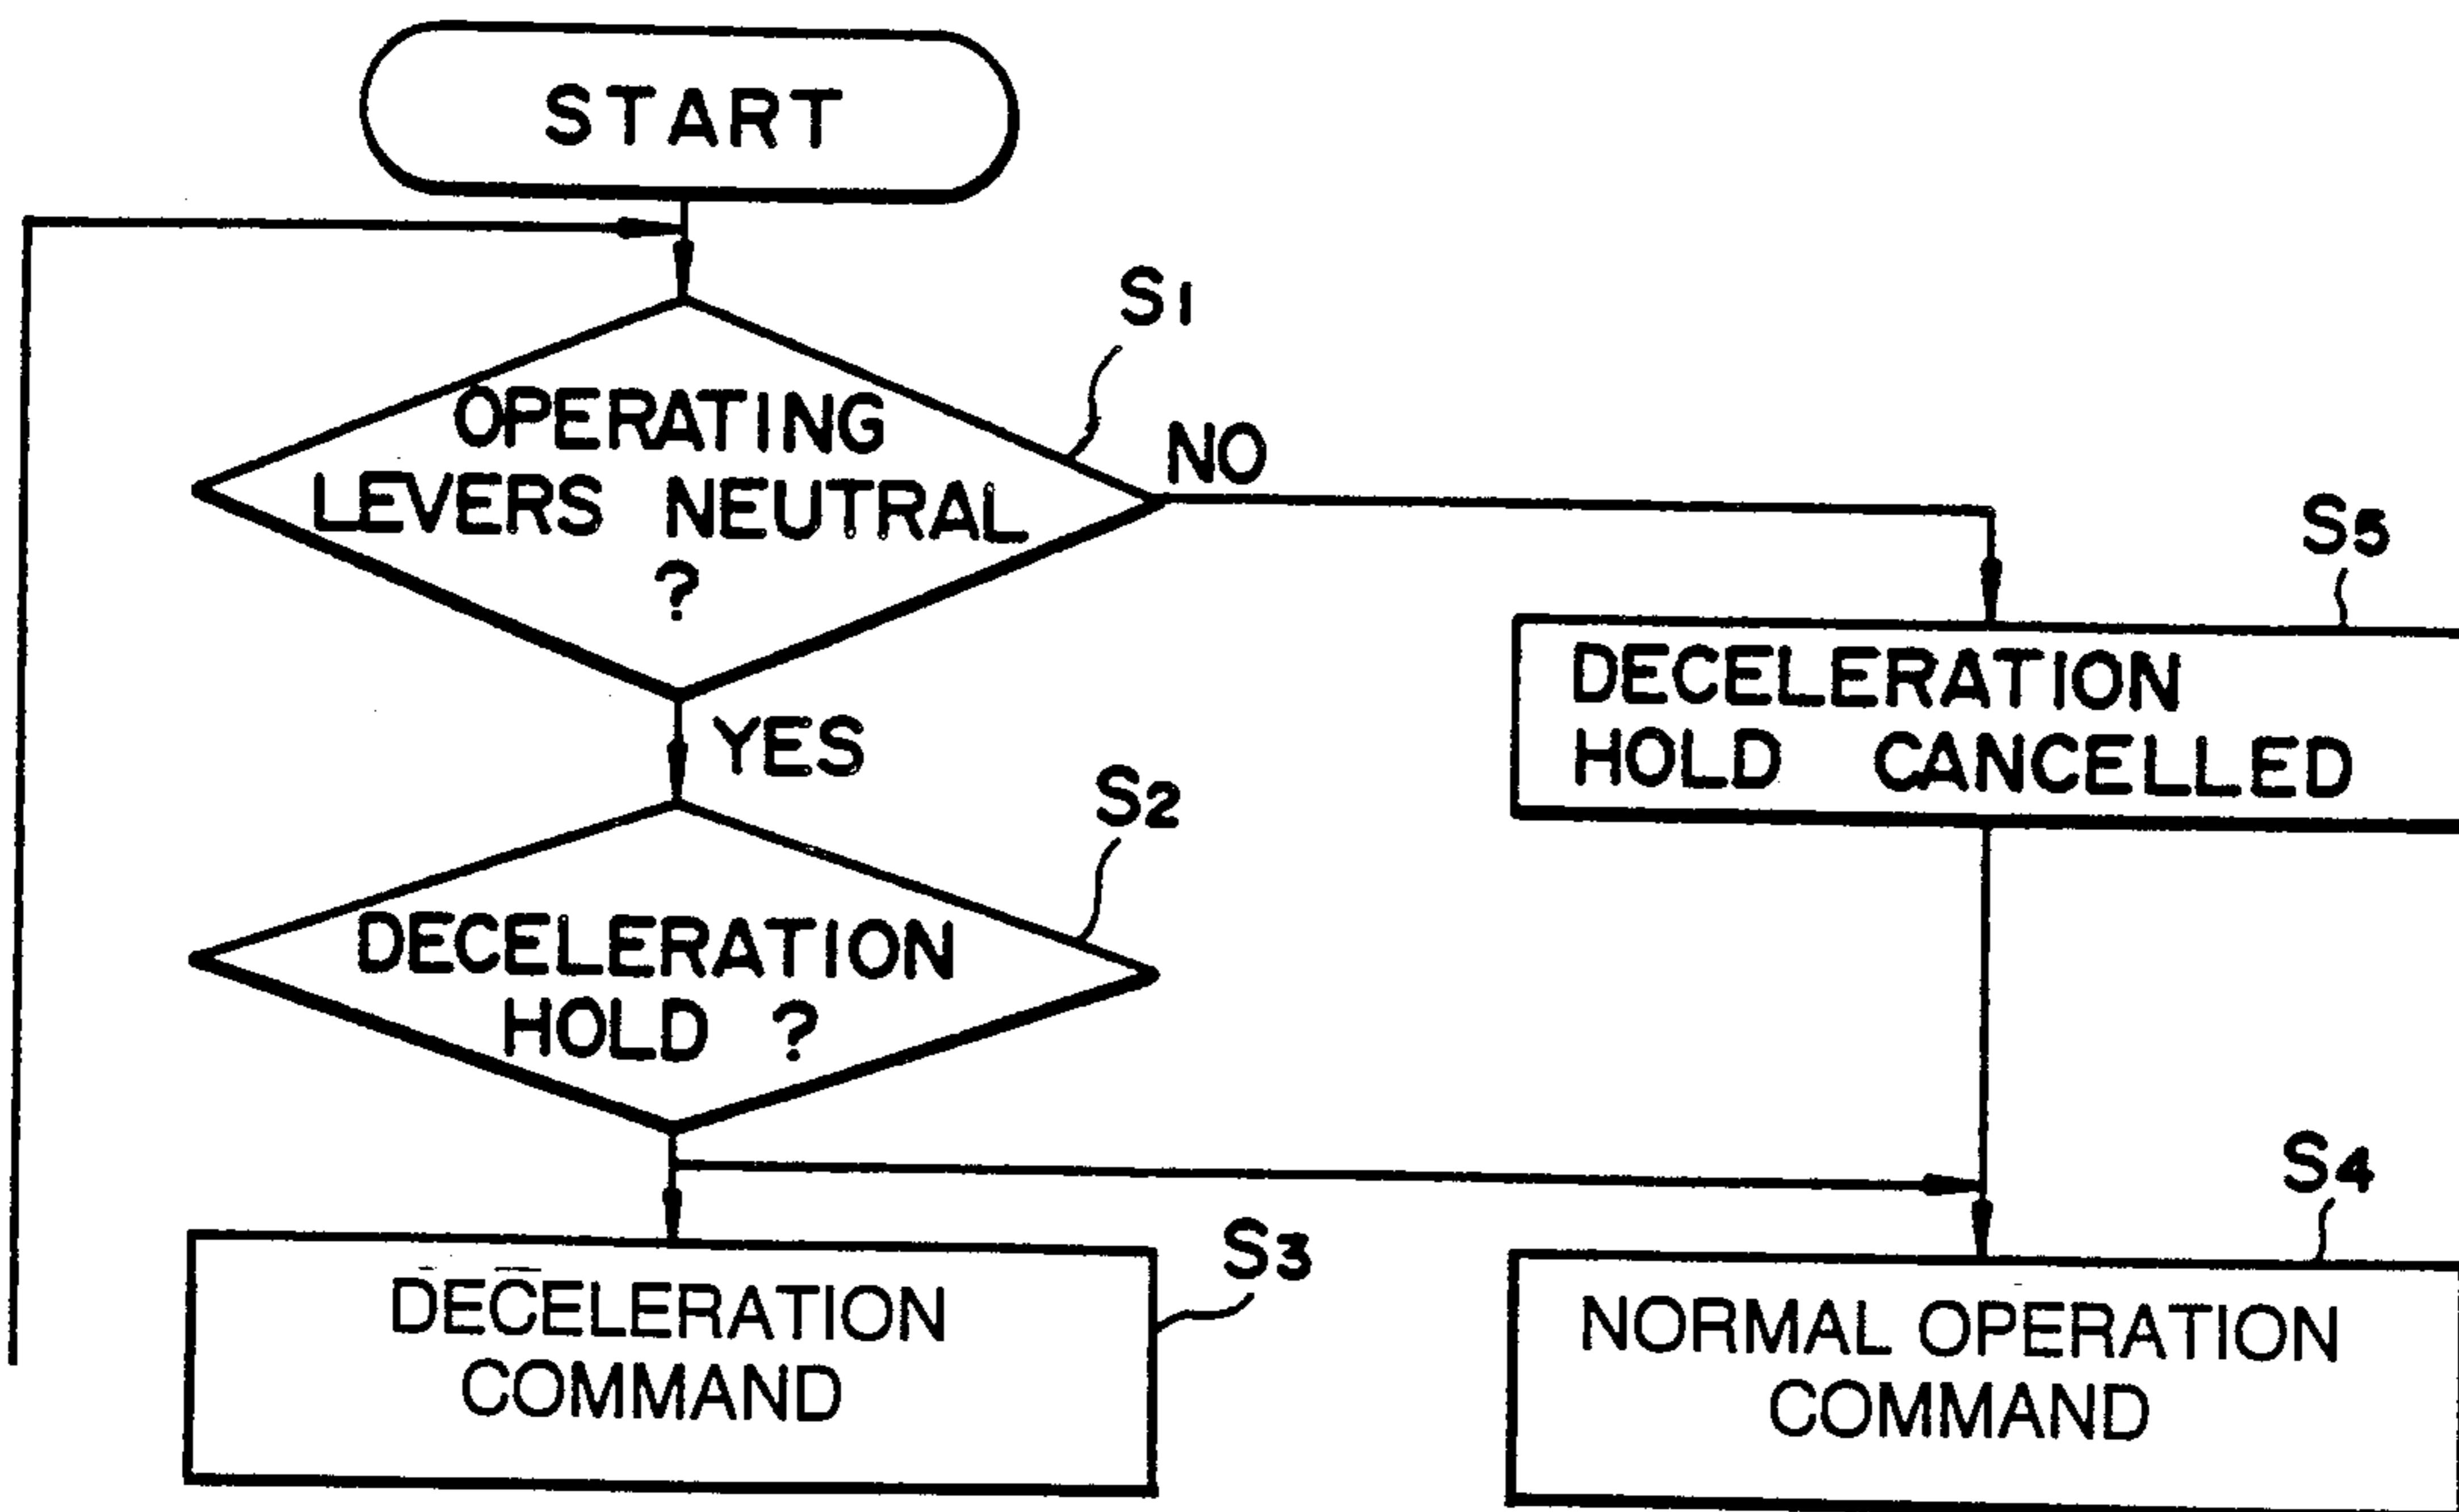 START
S1
OPERATING
LEVERS NEUTRAL
?
NO
YES
S5
DECELERATION
HOLD CANCELLED
S2
DECELERATION
HOLD ?
S3
DECELERATION
COMMAND
S4
NORMAL OPERATION
COMMAND